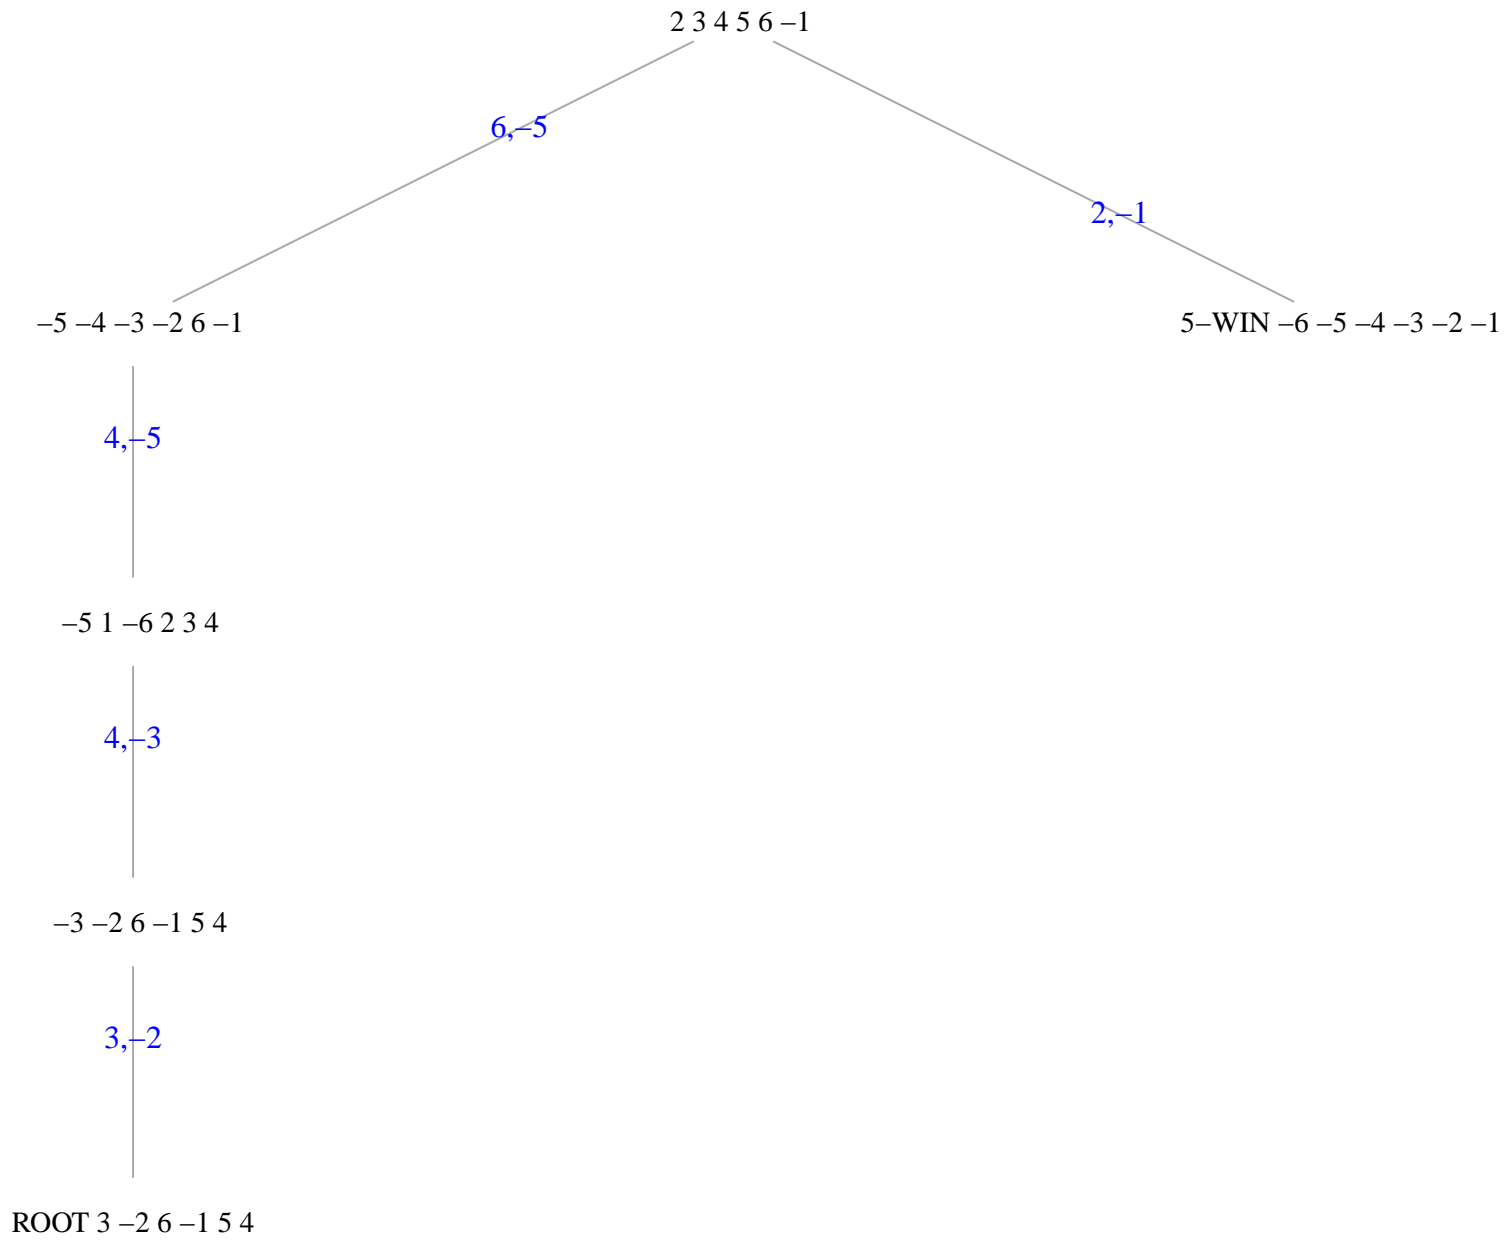 2 3 4 5 6 –1
6,–5
2,–1
–5 –4 –3 –2 6 –1
5–WIN –6 –5 –4 –3 –2 –1
4,–5
–5 1 –6 2 3 4
4,–3
–3 –2 6 –1 5 4
3,–2
ROOT 3 –2 6 –1 5 4